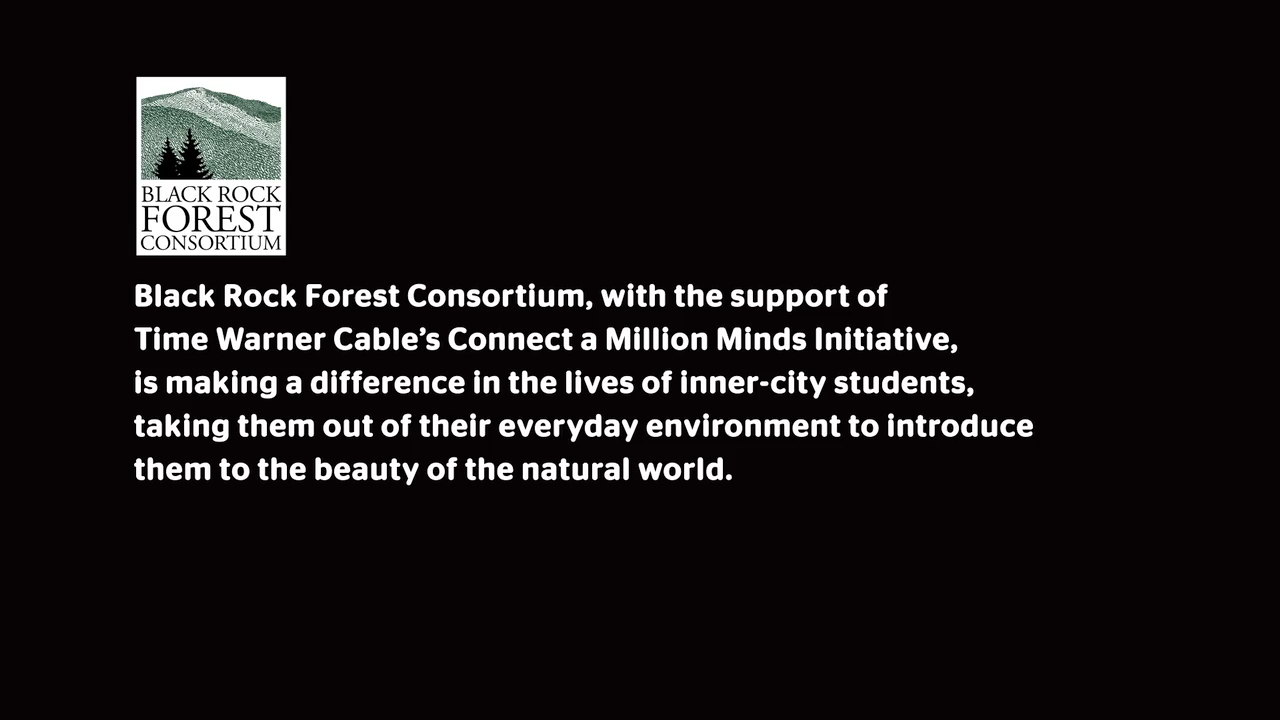 BLACK ROCK
FOREST
CONSORTIUM
Black Rock Forest Consortium, with the support of
Time Warner Cable’s Connect a Million Minds Initiative,
is making a difference in the lives of inner-city students,
taking them out of their everyday environment to introduce
them to the beauty of the natural world.